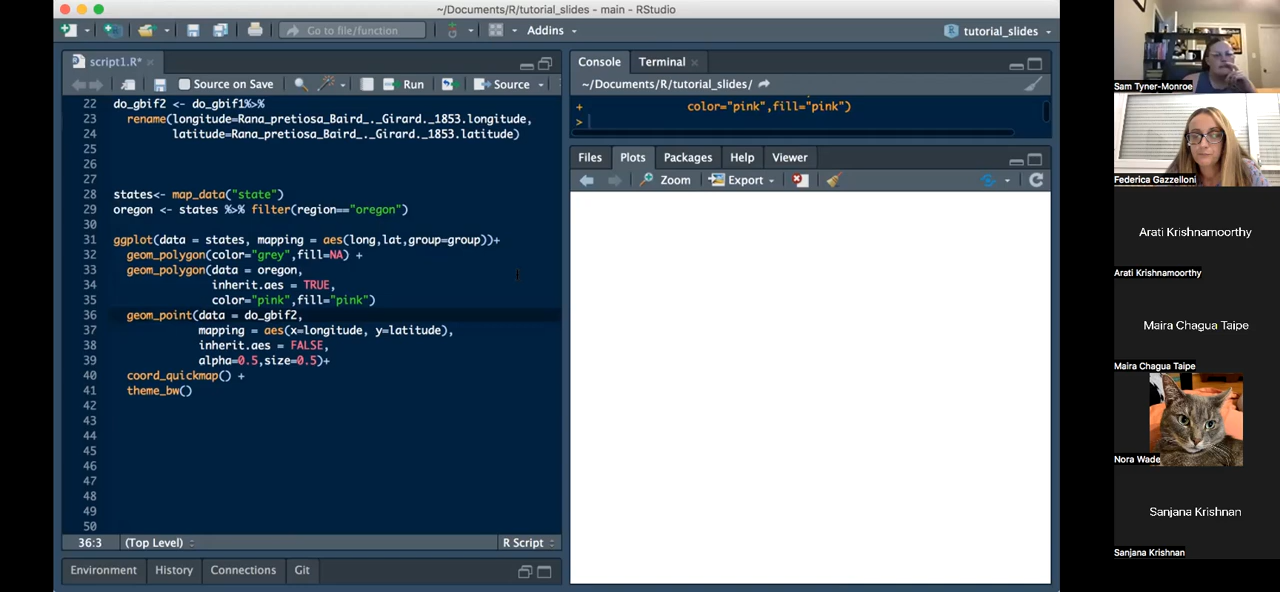 ~/Documents/R/tutorial_slides - main - RStudio
Go to file/function
Addins
tutorial_slides
script1.R*
Source on Save
Run
Source
22 do_gbif2 <- do_gbif1%>%
23 rename(longitude=Rana_pretiosa_Baird_._Girard._1853.longitude,
24 latitude=Rana_pretiosa_Baird_._Girard._1853.latitude)
25
26
27
28 states<- map_data("state")
29 oregon <- states %>% filter(region=="oregon")
30
31 ggplot(data = states, mapping = aes(long,lat,group=group))+
32 geom_polygon(color="grey",fill=NA) +
33 geom_polygon(data = oregon,
34 inherit.aes = TRUE,
35 color="pink",fill="pink")
36 geom_point(data = do_gbif2,
37 mapping = aes(x=longitude, y=latitude),
38 inherit.aes = FALSE,
39 alpha=0.5,size=0.5)+
40 coord_quickmap() +
41 theme_bw()
42
43
44
45
46
47
48
49
50
36:3 (Top Level) R Script
Environment History Connections Git
Console Terminal
~/Documents/R/tutorial_slides/
+ color="pink",fill="pink")
>
Files Plots Packages Help Viewer
Zoom Export
Sam Tyner-Monroe
Federica Gazzelloni
Arati Krishnamoorthy
Arati Krishnamoorthy
Maira Chagua Taipe
Maira Chagua Taipe
Nora Wade
Sanjana Krishnan
Sanjana Krishnan